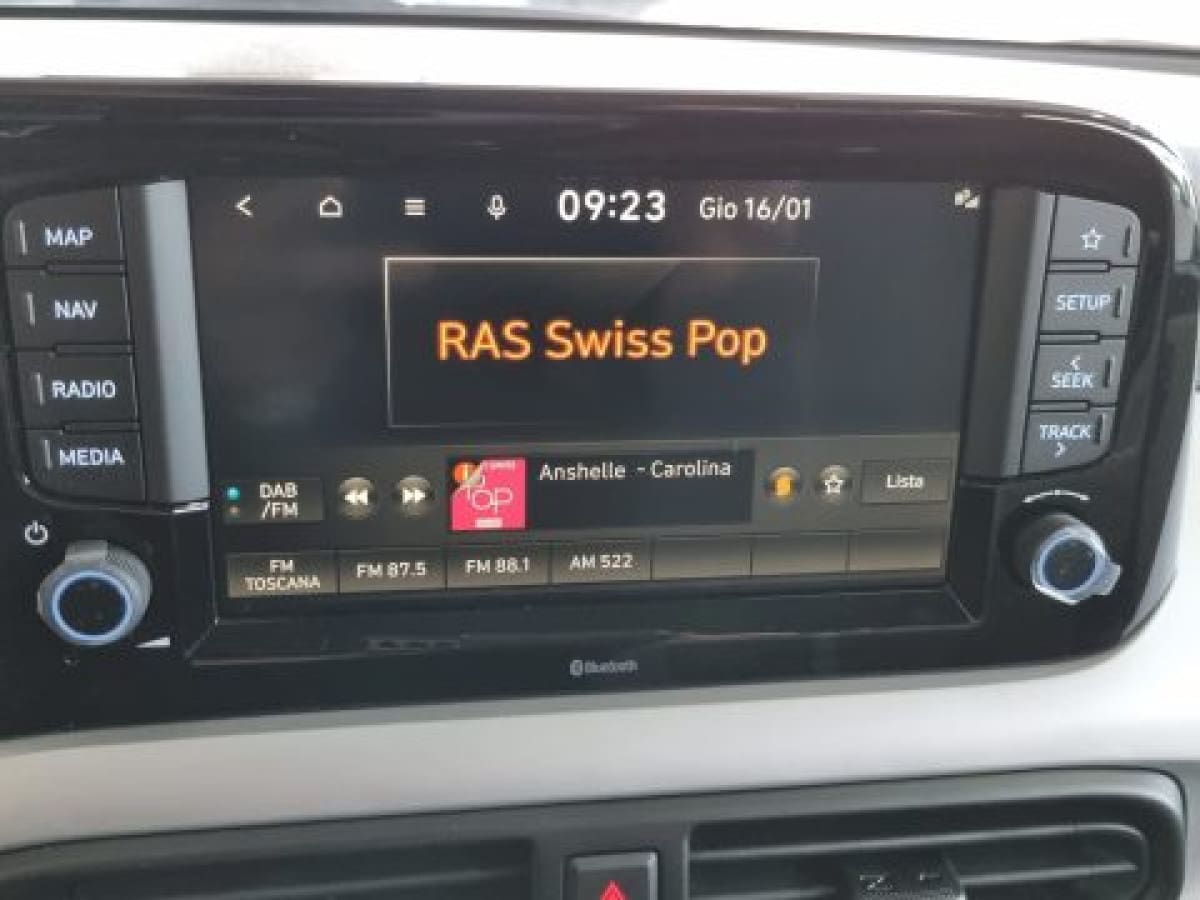 09:23 Gio 16/01
MAP
NAV
RADIO
MEDIA
RAS Swiss Pop
SETUP
SEEK
TRACK
DAB
/FM
POP
Anshelle - Carolina
Lista
FM
TOSCANA
FM 87.5
FM 88.1
AM 522
Bluetooth